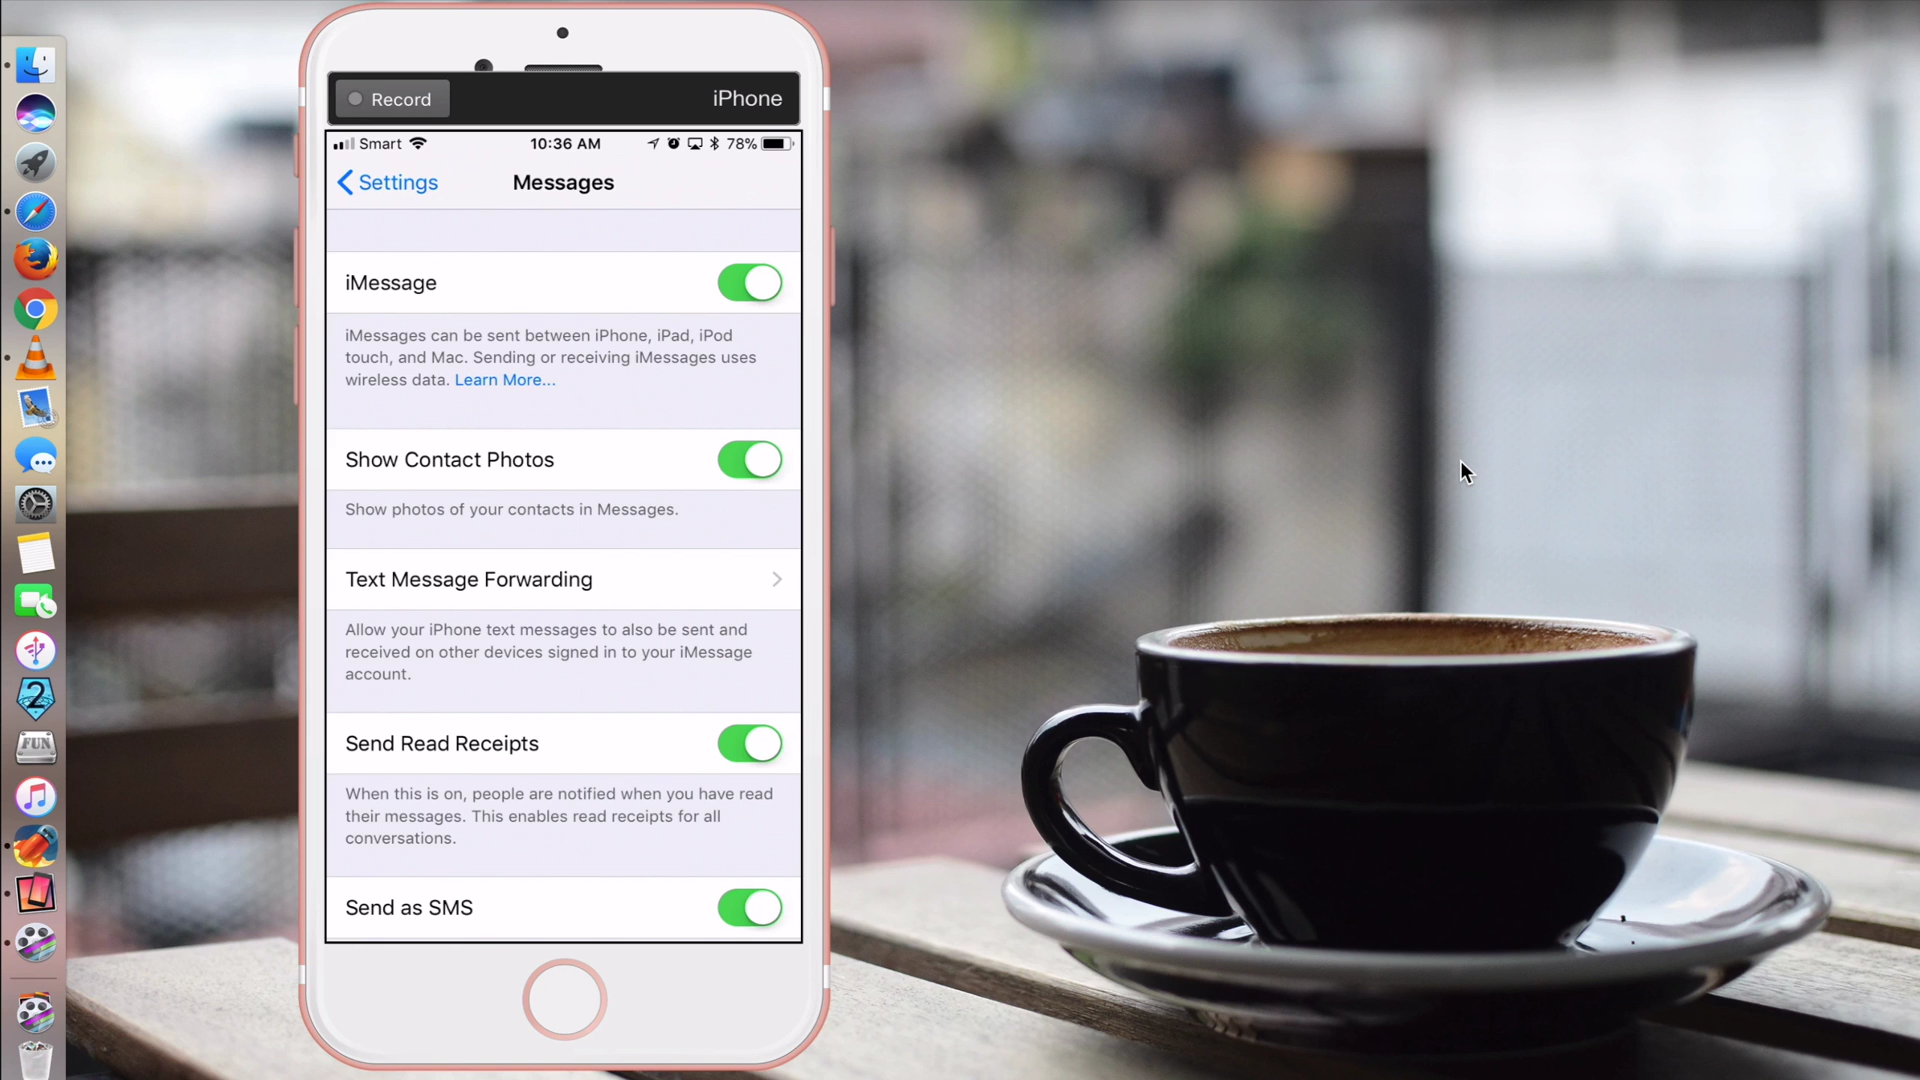 Record
iPhone
Smart 10:36 AM 78%
Settings Messages
iMessage
iMessages can be sent between iPhone, iPad, iPod
touch, and Mac. Sending or receiving iMessages uses
wireless data. Learn More...
Show Contact Photos
Show photos of your contacts in Messages.
Text Message Forwarding
Allow your iPhone text messages to also be sent and
received on other devices signed in to your iMessage
account.
Send Read Receipts
When this is on, people are notified when you have read
their messages. This enables read receipts for all
conversations.
Send as SMS
2
FUN